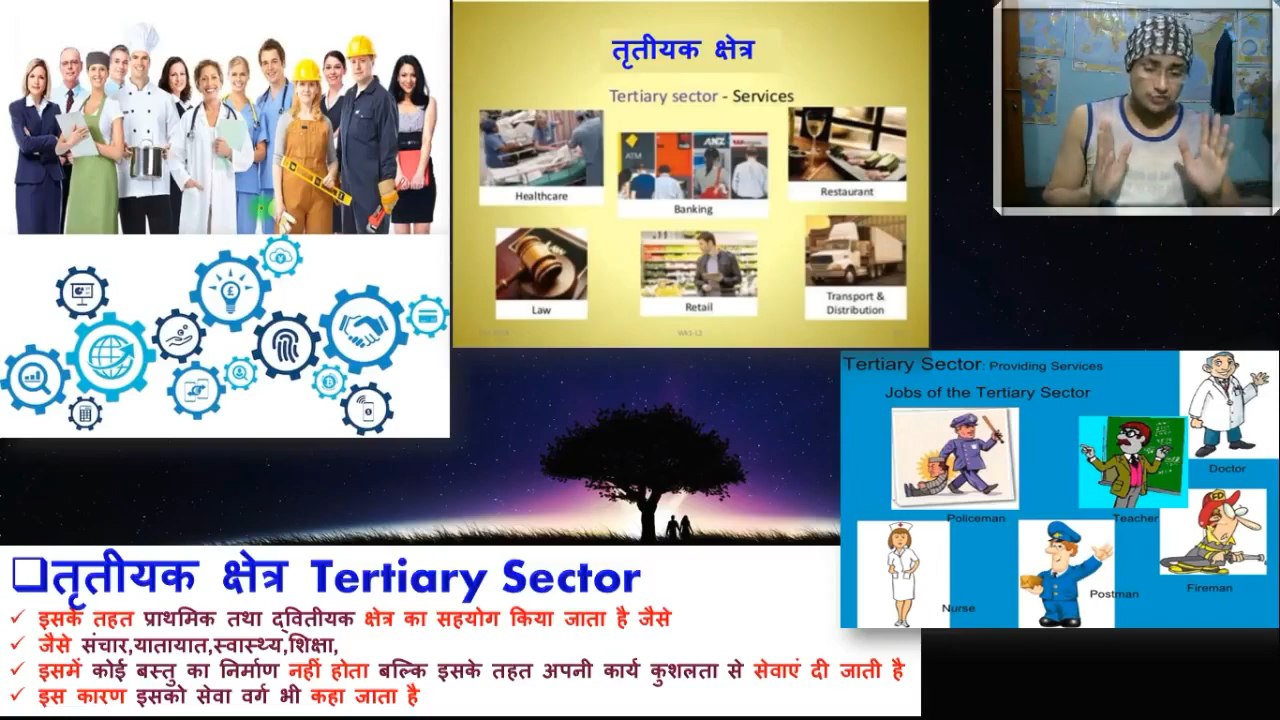 तृतीयक क्षेत्र
Tertiary sector - Services
Healthcare
ATM
ANZ
Banking
Restaurant
Law
Retail
Transport &
Distribution
Tertiary Sector: Providing Services
Jobs of the Tertiary Sector
Doctor
Policeman
Teacher
Nurse
Postman
Fireman
❑तृतीयक क्षेत्र Tertiary Sector
✓ इसके तहत प्राथमिक तथा द्वितीयक क्षेत्र का सहयोग किया जाता है जैसे
✓ जैसे संचार,यातायात,स्वास्थ्य,शिक्षा,
✓ इसमें कोई बस्तु का निर्माण नहीं होता बल्कि इसके तहत अपनी कार्य कुशलता से सेवाएं दी जाती है
✓ इस कारण इसको सेवा वर्ग भी कहा जाता है